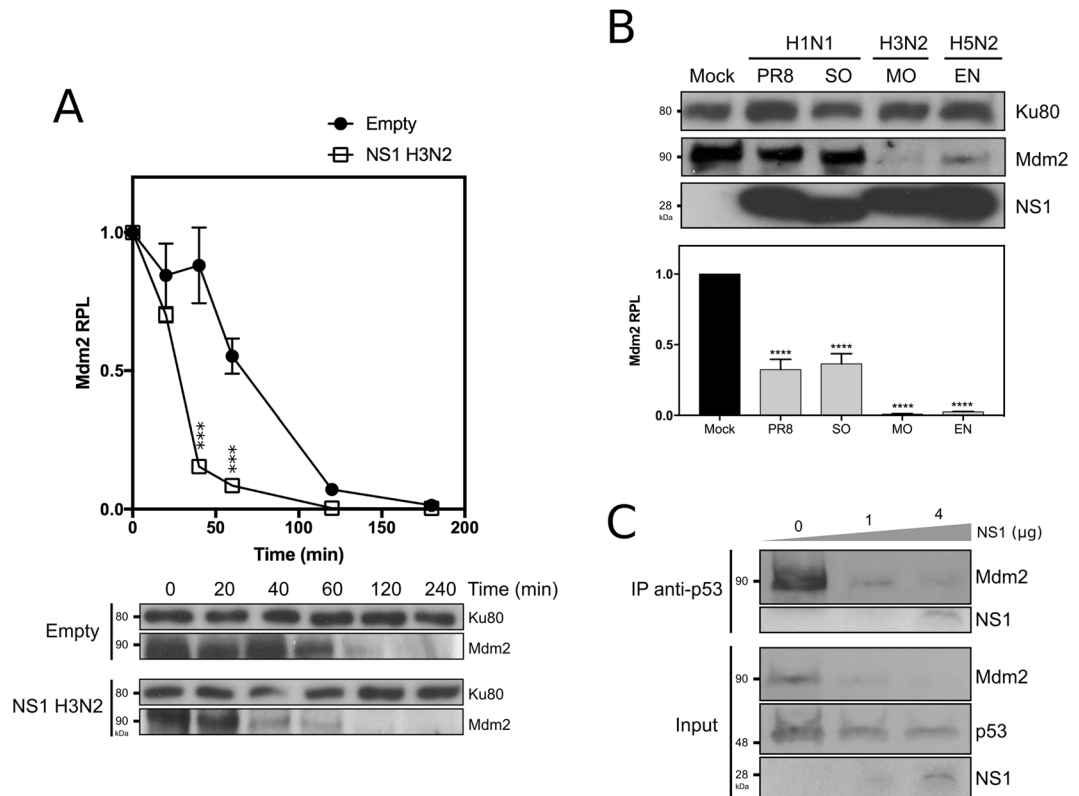 A
Empty
NS1 H3N2
Mdm2 RPL
1.0
0.5
0.0
***
***
0 50 100 150 200
Time (min)
0 20 40 60 120 240 Time (min)
Empty
80 Ku80
90 Mdm2
NS1 H3N2
80 Ku80
90 Mdm2
kDa
B
H1N1 H3N2 H5N2
Mock PR8 SO MO EN
80 Ku80
90 Mdm2
28 NS1
kDa
Mdm2 RPL
1.0
0.5
0.0
**** **** **** ****
Mock PR8 SO MO EN
C
0 1 4 NS1 (µg)
IP anti-p53
90 Mdm2
NS1
Input
90 Mdm2
p53
48
28 NS1
kDa